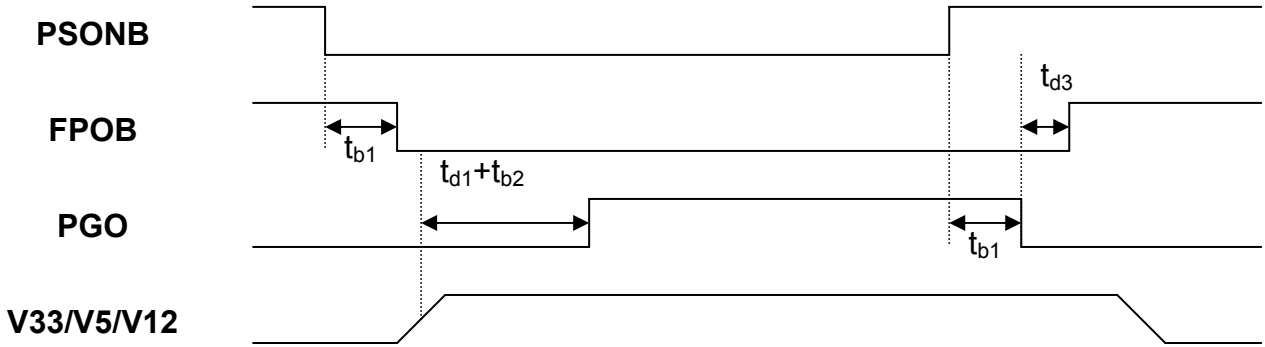 PSONB
t_d3
FPOB
t_b1
t_d1+t_b2
PGO
t_b1
V33/V5/V12